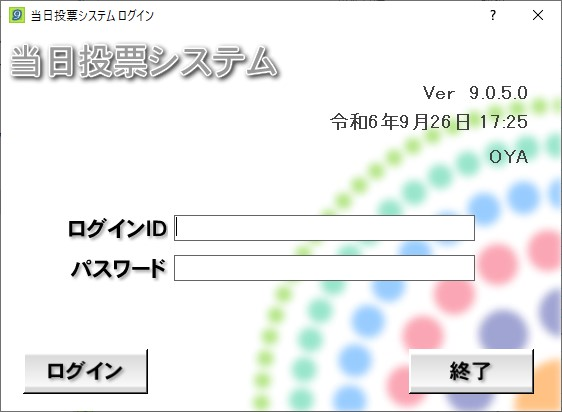 当日投票システム ログイン
当日投票システム
Ver 9.0.5.0
令和6年9月26日 17:25
OYA
ログインID
パスワード
ログイン
終了